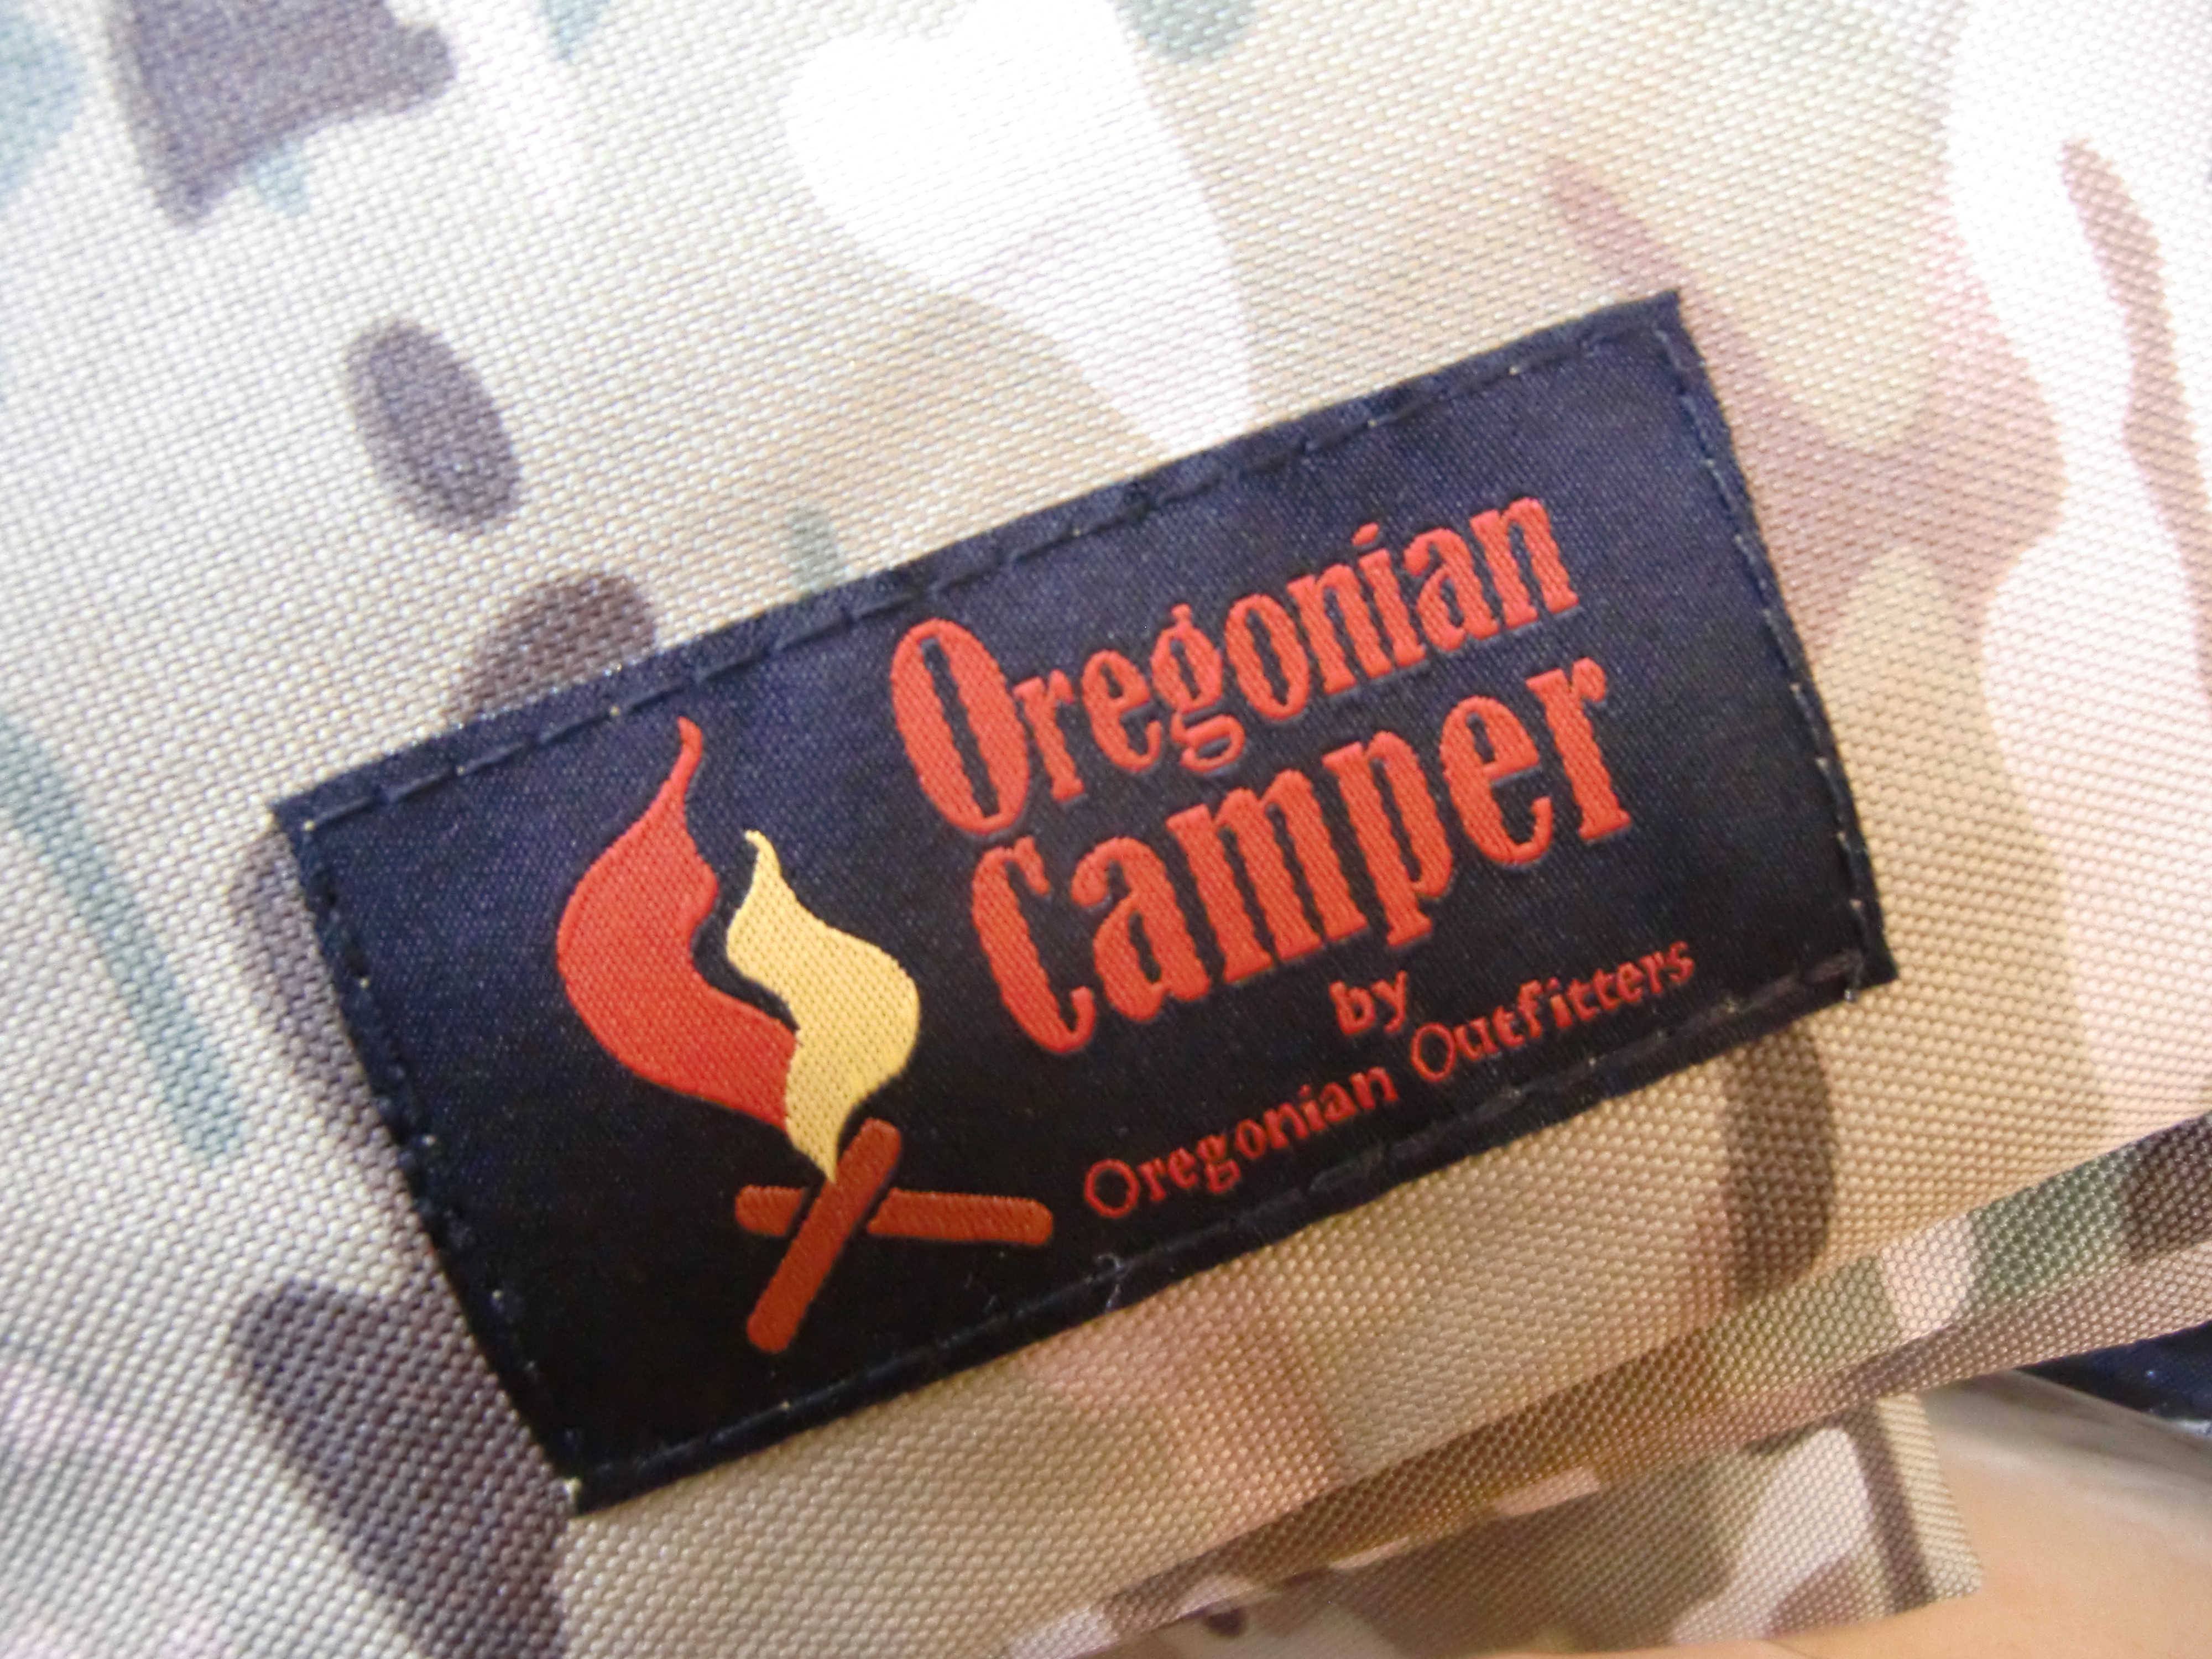 Oregonian
Camper
by
Oregonian Outfitters